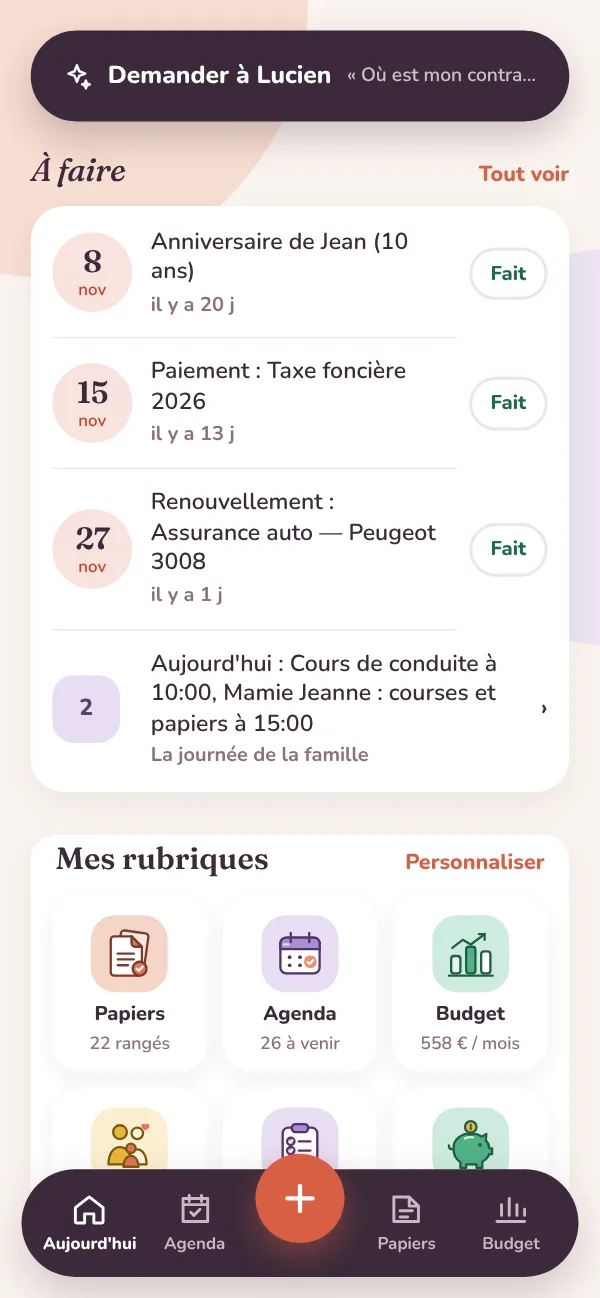 Demander à Lucien « Où est mon contra...
À faire
Tout voir
8
nov
Anniversaire de Jean (10
ans)
il y a 20 j
Fait
15
nov
Paiement : Taxe foncière
2026
il y a 13 j
Fait
27
nov
Renouvellement :
Assurance auto — Peugeot
3008
il y a 1 j
Fait
2
Aujourd'hui : Cours de conduite à
10:00, Mamie Jeanne : courses et
papiers à 15:00
La journée de la famille
›
Mes rubriques
Personnaliser
Papiers
22 rangés
Agenda
26 à venir
Budget
558 € / mois
Aujourd'hui
Agenda
+
Papiers
Budget